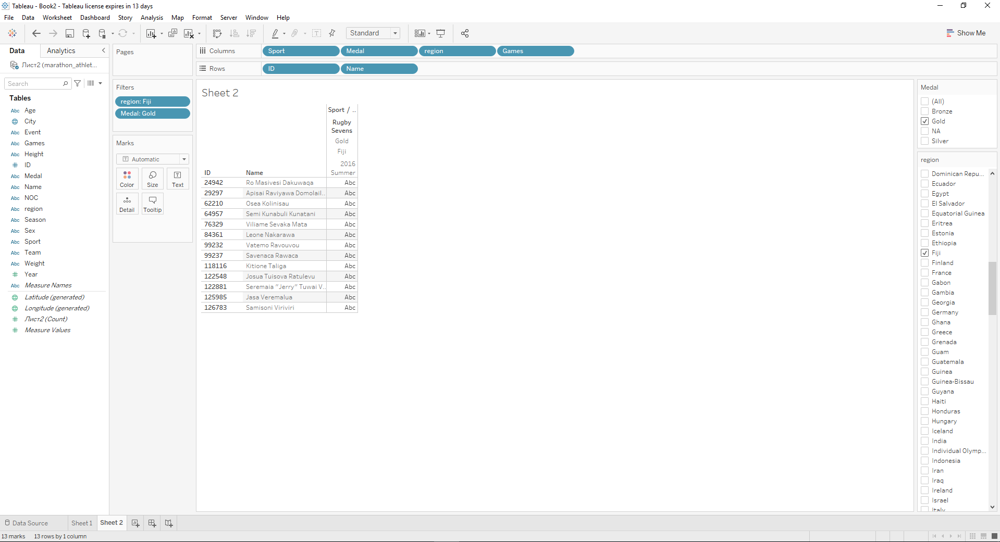 Tableau - Book2 - Tableau license expires in 13 days
File Data Worksheet Dashboard Story Analysis Map Format Server Window Help
Standard
Show Me
Data Analytics
Лист2 (marathon_athlet...
Search
Tables
Abc Age
City
Abc Event
Abc Games
Abc Height
# ID
Abc Medal
Abc Name
Abc NOC
Abc region
Abc Season
Abc Sex
Abc Sport
Abc Team
Abc Weight
# Year
Abc Measure Names
Latitude (generated)
Longitude (generated)
# Лист2 (Count)
# Measure Values
Pages
Filters
region: Fiji
Medal: Gold
Marks
Automatic
Color Size Text
Detail Tooltip
Columns Sport Medal region Games
Rows ID Name
Sheet 2
Sport / ..
Rugby
Sevens
Gold
Fiji
2016
ID Name Summer
24942 Ro Masivesi Dakuwaqa Abc
29297 Apisai Raviyawa Domolail.. Abc
62210 Osea Kolinisau Abc
64957 Semi Kunabuli Kunatani Abc
76329 Viliame Sevaka Mata Abc
84361 Leone Nakarawa Abc
99232 Vatemo Ravouvou Abc
99237 Savenaca Rawaca Abc
118116 Kitione Taliga Abc
122548 Josua Tuisova Ratulevu Abc
122881 Seremaia "Jerry" Tuwai V.. Abc
125985 Jasa Veremalua Abc
126783 Samisoni Viriviri Abc
Medal
(All)
Bronze
Gold
NA
Silver
region
Dominican Repu...
Ecuador
Egypt
El Salvador
Equatorial Guinea
Eritrea
Estonia
Ethiopia
Fiji
Finland
France
Gabon
Gambia
Georgia
Germany
Ghana
Greece
Grenada
Guam
Guatemala
Guinea
Guinea-Bissau
Guyana
Haiti
Honduras
Hungary
Iceland
India
Individual Olymp...
Indonesia
Iran
Iraq
Ireland
Israel
Italy
Data Source Sheet 1 Sheet 2
13 marks 13 rows by 1 column